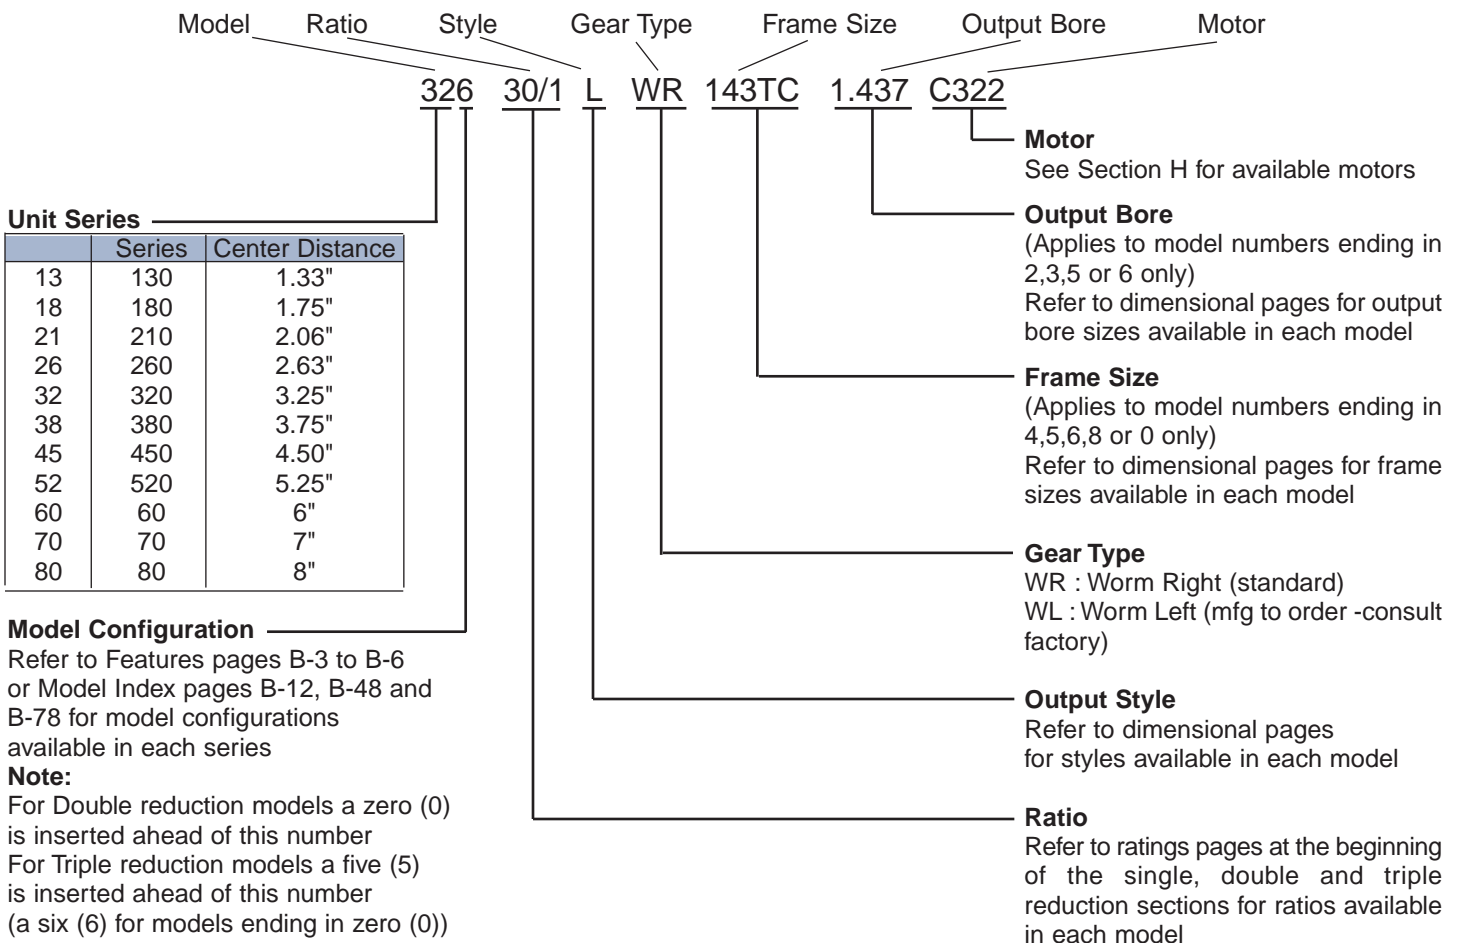 Model Ratio Style Gear Type Frame Size Output Bore Motor
326 30/1 L WR 143TC 1.437 C322
Unit Series
Series Center Distance
13 130 1.33"
18 180 1.75"
21 210 2.06"
26 260 2.63"
32 320 3.25"
38 380 3.75"
45 450 4.50"
52 520 5.25"
60 60 6"
70 70 7"
80 80 8"
Model Configuration
Refer to Features pages B-3 to B-6
or Model Index pages B-12, B-48 and
B-78 for model configurations
available in each series
Note:
For Double reduction models a zero (0)
is inserted ahead of this number
For Triple reduction models a five (5)
is inserted ahead of this number
(a six (6) for models ending in zero (0))
Motor
See Section H for available motors
Output Bore
(Applies to model numbers ending in
2,3,5 or 6 only)
Refer to dimensional pages for output
bore sizes available in each model
Frame Size
(Applies to model numbers ending in
4,5,6,8 or 0 only)
Refer to dimensional pages for frame
sizes available in each model
Gear Type
WR : Worm Right (standard)
WL : Worm Left (mfg to order -consult
factory)
Output Style
Refer to dimensional pages
for styles available in each model
Ratio
Refer to ratings pages at the beginning
of the single, double and triple
reduction sections for ratios available
in each model